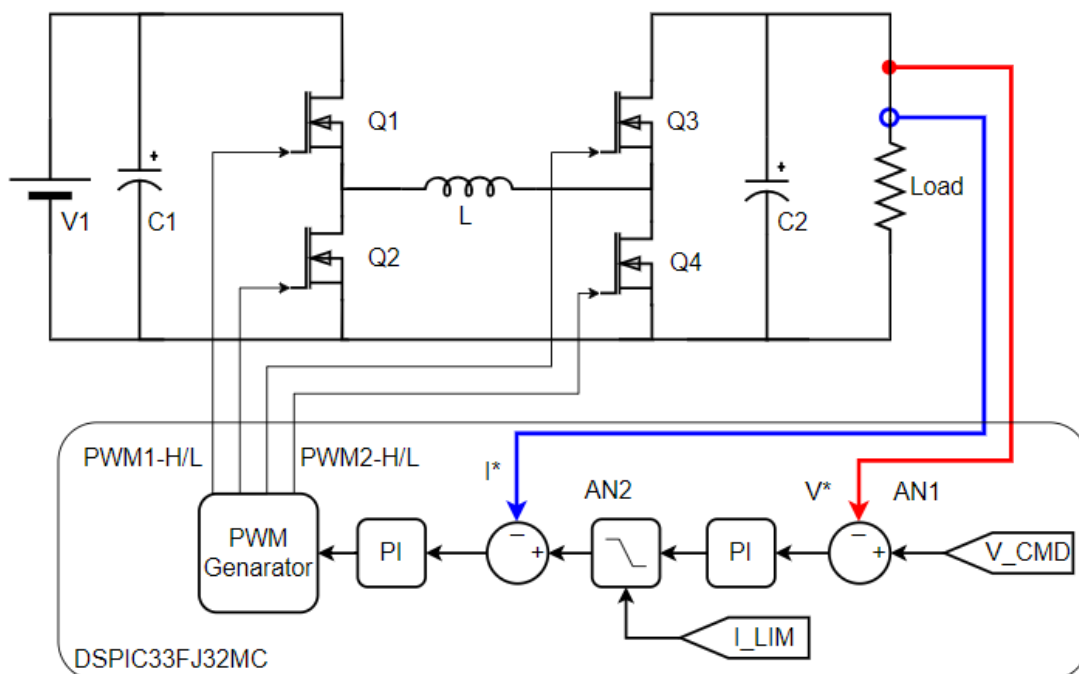 Q1
Q3
+
+
V1
C1
L
C2
Load
Q2
Q4
PWM1-H/L
PWM2-H/L
I*
AN2
V*
AN1
PWM
Genarator
PI
−
+
PI
−
+
V_CMD
I_LIM
DSPIC33FJ32MC